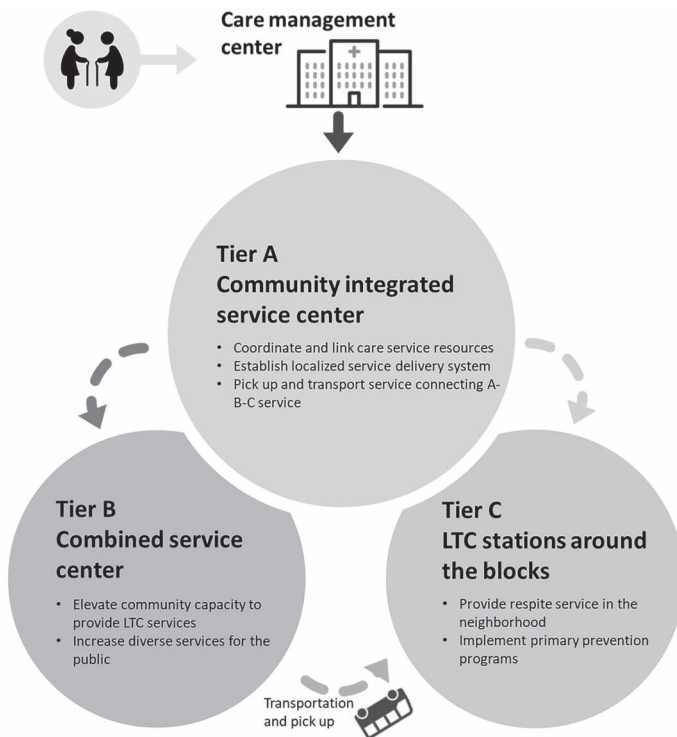 Care management
center
Tier A
Community integrated
service center
• Coordinate and link care service resources
• Establish localized service delivery system
• Pick up and transport service connecting A-
B-C service
Tier B
Combined service
center
• Elevate community capacity to
provide LTC services
• Increase diverse services for the
public
Tier C
LTC stations around
the blocks
• Provide respite service in the
neighborhood
• Implement primary prevention
programs
Transportation
and pick up